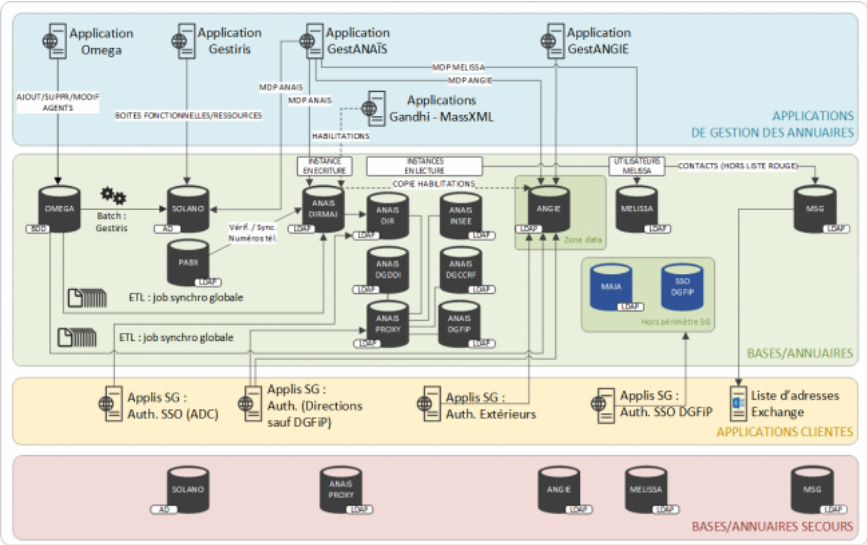 Application
Omega
Application
Gestiris
Application
GestANAÏS
Application
GestANGIE
MDP MELISSA
MDP ANGIE
MDP ANAIS
MDP ANAIS
AJOUT/SUPPR/MODIF
AGENTS
BOITES FONCTIONNELLES/RESSOURCES
Applications
Gandhi - MassXML
HABILITATIONS
APPLICATIONS
DE GESTION DES ANNUAIRES
INSTANCE
EN ECRITURE
INSTANCES
EN LECTURE
UTILISATEURS
MELISSA
CONTACTS (HORS LISTE ROUGE)
COPIE HABILITATIONS
OMEGA
BDD
Batch :
Gestiris
SOLANO
AD
ANAIS
DIRMAJ
LDAP
ANAIS
DIR
LDAP
ANAIS
INSEE
LDAP
ANGIE
LDAP
Zone data
MELISSA
LDAP
MSG
LDAP
Vérif. / Sync.
Numéros tél.
PABX
LDAP
ANAIS
DGDDI
ANAIS
DGCCRF
LDAP
MAIA
LDAP
SSO
DGFiP
Hors périmètre SG
ETL : job synchro globale
ANAIS
PROXY
LDAP
ANAIS
DGFIP
LDAP
ETL : job synchro globale
BASES/ANNUAIRES
Applis SG :
Auth. SSO (ADC)
Applis SG :
Auth. (Directions
sauf DGFiP)
Applis SG :
Auth. Extérieurs
Applis SG :
Auth. SSO DGFiP
Liste d'adresses
Exchange
APPLICATIONS CLIENTES
SOLANO
AD
ANAIS
PROXY
LDAP
ANGIE
LDAP
MELISSA
LDAP
MSG
LDAP
BASES/ANNUAIRES SECOURS